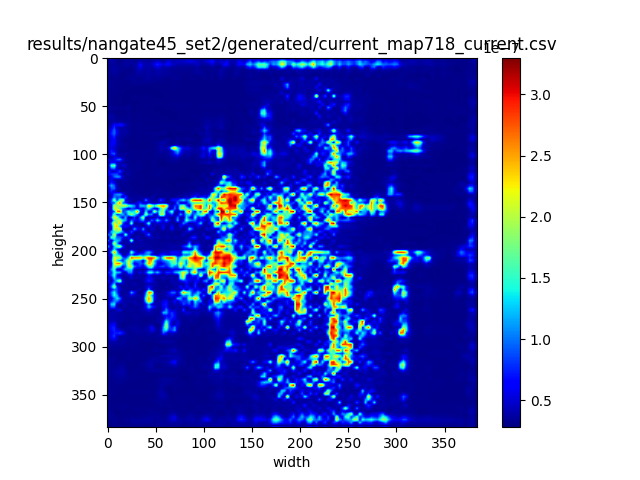 results/nangate45_set2/generated/current_map718_current.csv
1e−7
0
50
100
150
200
250
300
350
height
0 50 100 150 200 250 300 350
width
3.0
2.5
2.0
1.5
1.0
0.5